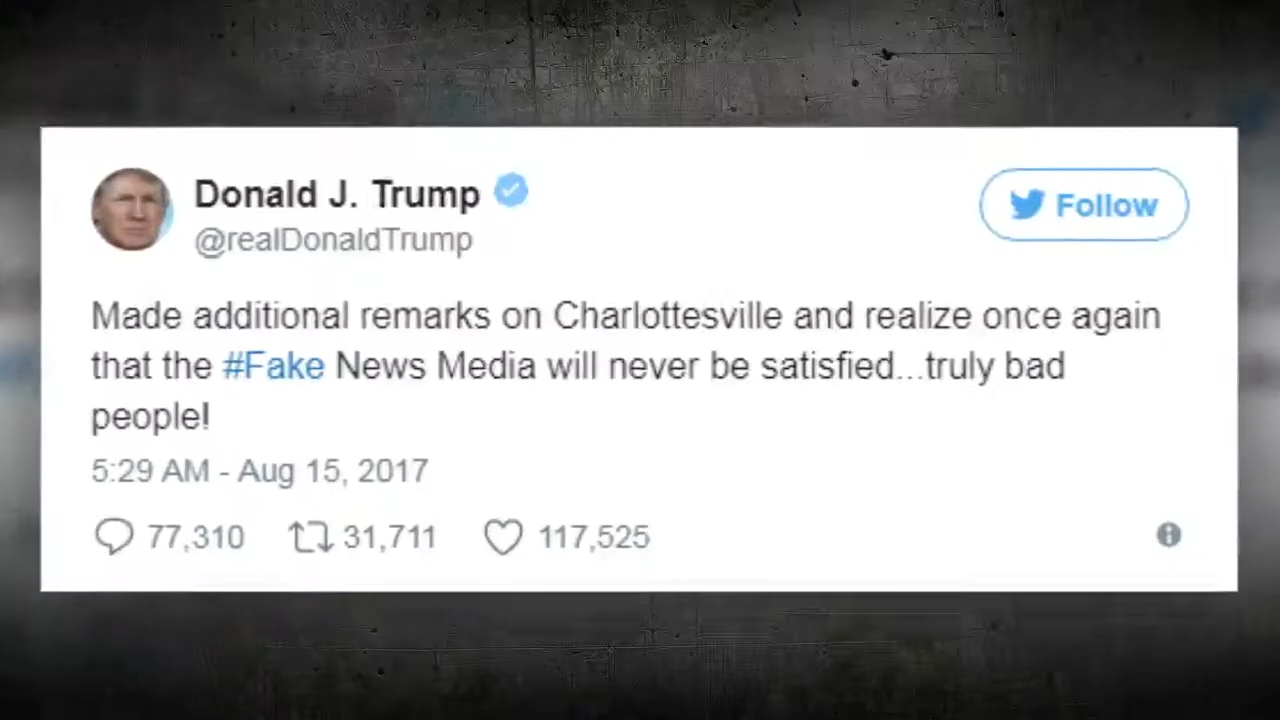 Donald J. Trump
@realDonaldTrump
Follow
Made additional remarks on Charlottesville and realize once again
that the #Fake News Media will never be satisfied...truly bad
people!
5:29 AM - Aug 15, 2017
77,310 31,711 117,525